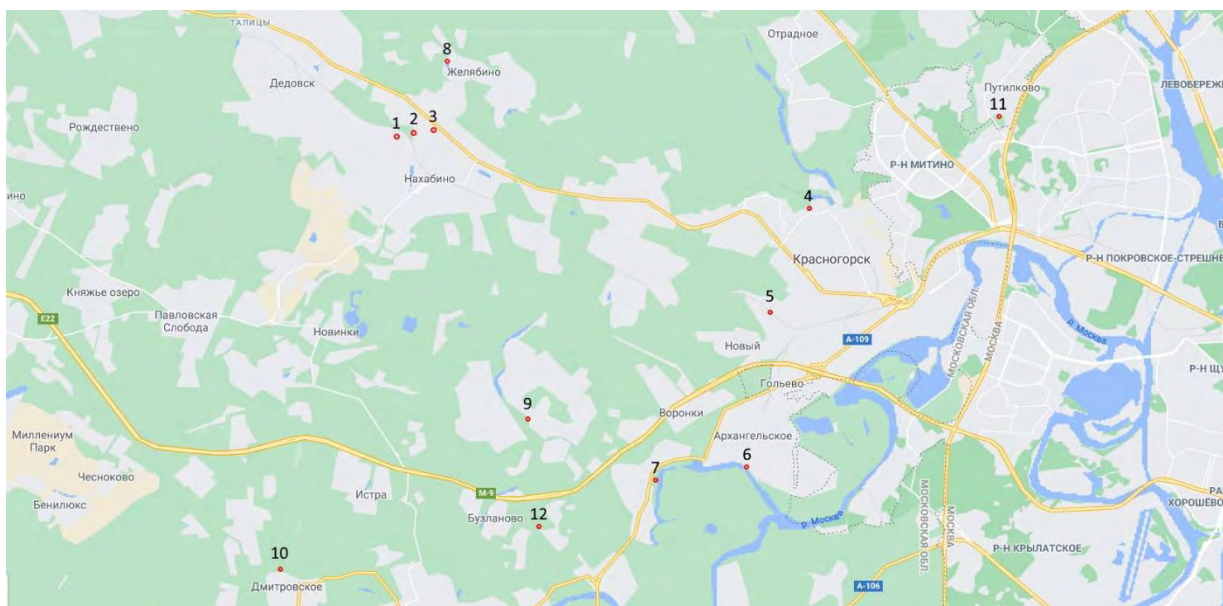 ТАЛИЦЫ
8
Желябино
Отрадное
Дедовск
Путилково
ЛЕВОБЕРЕЖ
11
Рождествено
1
2
3
Р-Н МИТИНО
Нахабино
ино
4
Красногорск
Р-Н ПОКРОВСКОЕ-СТРЕШНЕ
Княжье озеро
5
E22
Павловская
Слобода
Новинки
МОСКОВСКАЯ ОБЛ.
МОСКВА
р. Москва
А-109
Новый
Р-Н ЩУ
Гольево
9
Воронки
Миллениум
Парк
Архангельское
6
Чесноково
7
Истра
М-9
Бенилюкс
ХОРОШЁВО
Бузланово
12
р. Москва
МОСКОВСКАЯ ОБЛ.
МОСКВА
Р-Н КРЫЛАТСКОЕ
10
Дмитровское
А-106